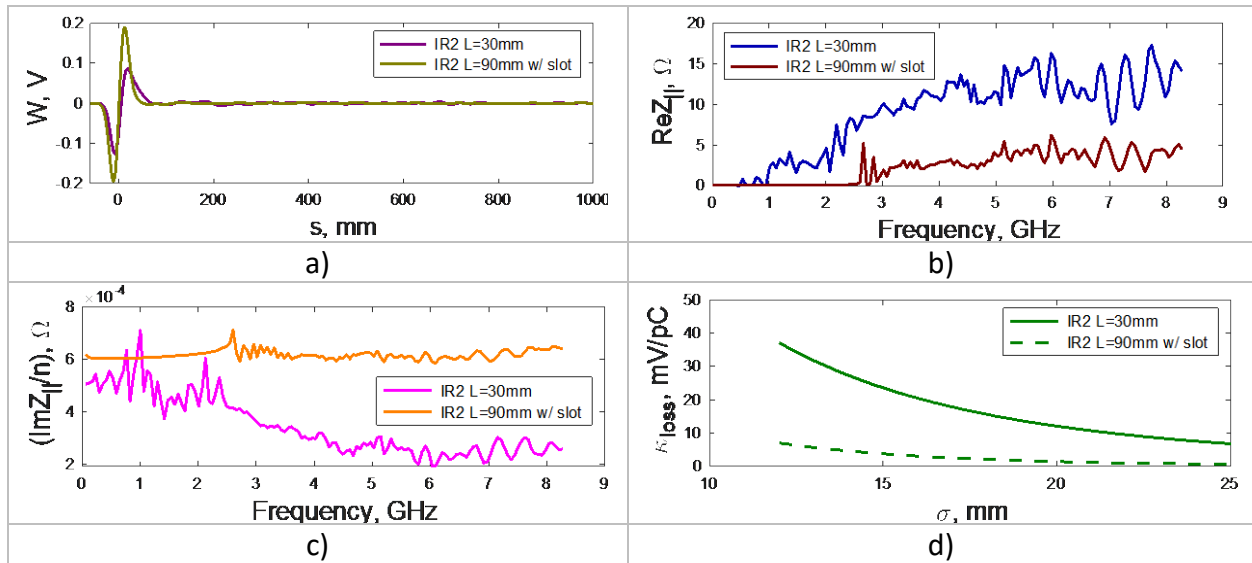 0.2
0.1
0
-0.1
0.2
W, V
IR2 L=30mm
IR2 L=90mm w/ slot
0
200
400
600
800
1000
s, mm
a)
20
15
10
5
0
ReZ||, Ω
IR2 L=30mm
IR2 L=90mm w/ slot
0
1
2
3
4
5
6
7
8
9
Frequency, GHz
b)
× 10⁻⁴
8
6
4
2
(ImZ||/n), Ω
IR2 L=30mm
IR2 L=90mm w/ slot
0
1
2
3
4
5
6
7
8
9
Frequency, GHz
c)
50
40
30
20
10
0
κloss, mV/pC
IR2 L=30mm
IR2 L=90mm w/ slot
10
15
20
25
σ, mm
d)